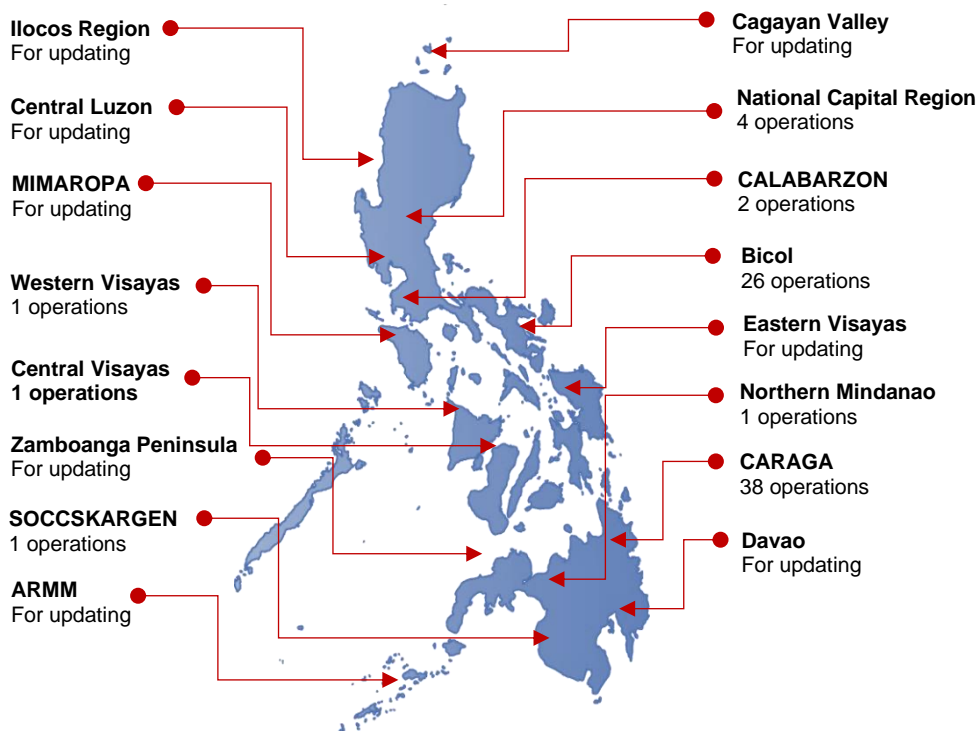 Ilocos Region
For updating
Central Luzon
For updating
MIMAROPA
For updating
Western Visayas
1 operations
Central Visayas
1 operations
Zamboanga Peninsula
For updating
SOCCSKARGEN
1 operations
ARMM
For updating
Cagayan Valley
For updating
National Capital Region
4 operations
CALABARZON
2 operations
Bicol
26 operations
Eastern Visayas
For updating
Northern Mindanao
1 operations
CARAGA
38 operations
Davao
For updating